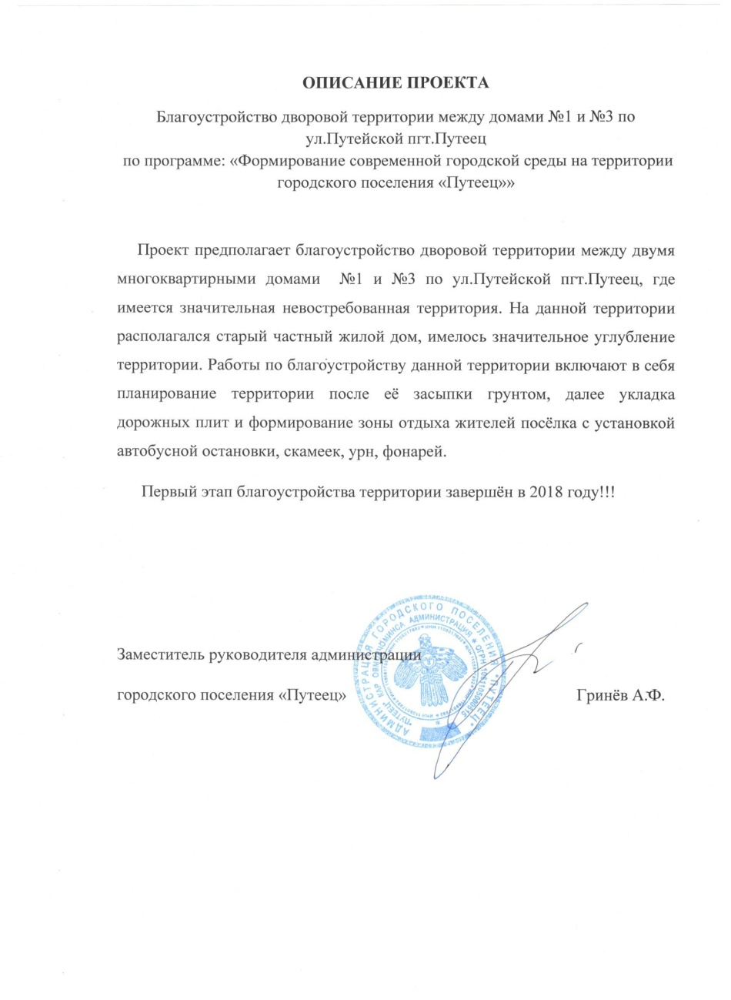 ОПИСАНИЕ ПРОЕКТА
Благоустройство дворовой территории между домами №1 и №3 по
ул.Путейской пгт.Путеец
по программе: «Формирование современной городской среды на территории
городского поселения «Путеец»»
Проект предполагает благоустройство дворовой территории между двумя
многоквартирными домами №1 и №3 по ул.Путейской пгт.Путеец, где
имеется значительная невостребованная территория. На данной территории
располагался старый частный жилой дом, имелось значительное углубление
территории. Работы по благоустройству данной территории включают в себя
планирование территории после её засыпки грунтом, далее укладка
дорожных плит и формирование зоны отдыха жителей посёлка с установкой
автобусной остановки, скамеек, урн, фонарей.
Первый этап благоустройства территории завершён в 2018 году!!!
Заместитель руководителя администрации
городского поселения «Путеец»
Гринёв А.Ф.
АДМИНИСТРАЦИЯ ГОРОДСКОГО ПОСЕЛЕНИЯ "ПУТЕЕЦ"
"ПУТЕЕЦ" КАР ОВМӦДЧӦМИНСА АДМИНИСТРАЦИЯ